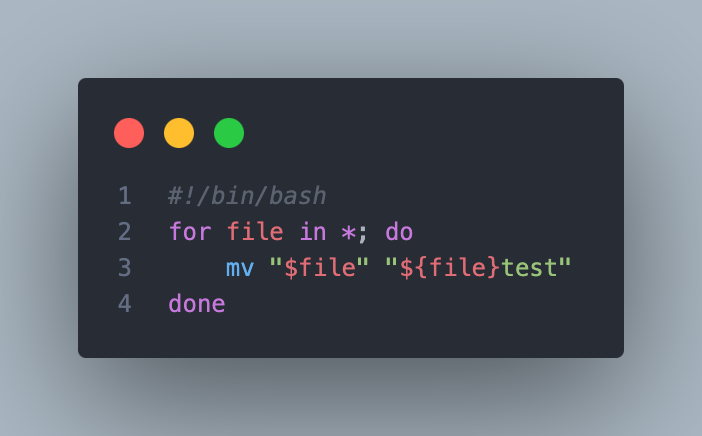 1 #!/bin/bash
2 for file in *; do
3     mv "$file" "${file}test"
4 done